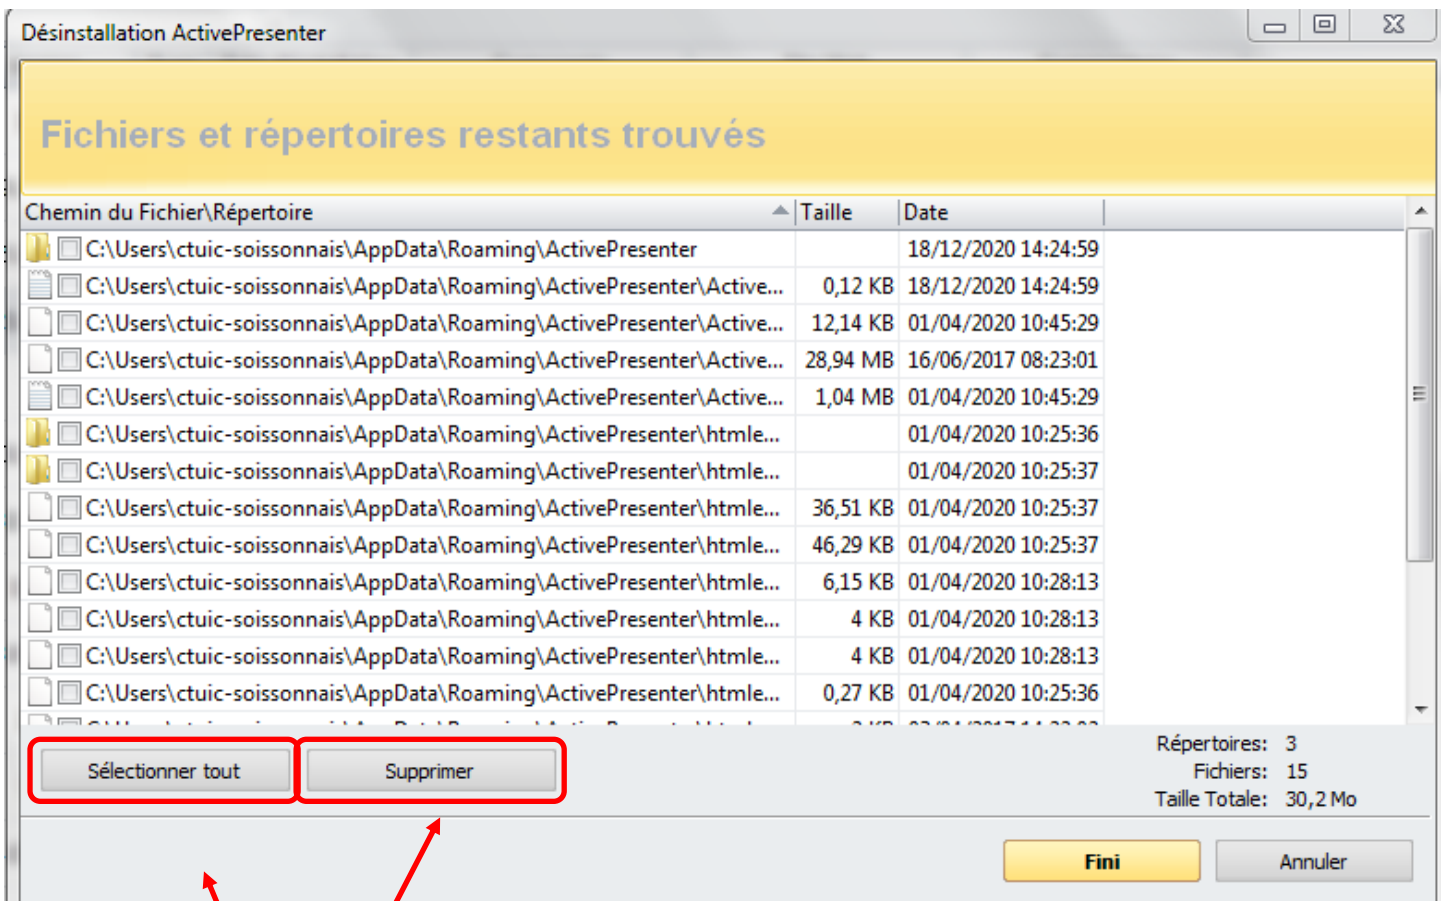 Désinstallation ActivePresenter
Fichiers et répertoires restants trouvés
Chemin du Fichier\Répertoire Taille Date
C:\Users\ctuic-soissonnais\AppData\Roaming\ActivePresenter 18/12/2020 14:24:59
C:\Users\ctuic-soissonnais\AppData\Roaming\ActivePresenter\Active... 0,12 KB 18/12/2020 14:24:59
C:\Users\ctuic-soissonnais\AppData\Roaming\ActivePresenter\Active... 12,14 KB 01/04/2020 10:45:29
C:\Users\ctuic-soissonnais\AppData\Roaming\ActivePresenter\Active... 28,94 MB 16/06/2017 08:23:01
C:\Users\ctuic-soissonnais\AppData\Roaming\ActivePresenter\Active... 1,04 MB 01/04/2020 10:45:29
C:\Users\ctuic-soissonnais\AppData\Roaming\ActivePresenter\htmle... 01/04/2020 10:25:36
C:\Users\ctuic-soissonnais\AppData\Roaming\ActivePresenter\htmle... 01/04/2020 10:25:37
C:\Users\ctuic-soissonnais\AppData\Roaming\ActivePresenter\htmle... 36,51 KB 01/04/2020 10:25:37
C:\Users\ctuic-soissonnais\AppData\Roaming\ActivePresenter\htmle... 46,29 KB 01/04/2020 10:25:37
C:\Users\ctuic-soissonnais\AppData\Roaming\ActivePresenter\htmle... 6,15 KB 01/04/2020 10:28:13
C:\Users\ctuic-soissonnais\AppData\Roaming\ActivePresenter\htmle... 4 KB 01/04/2020 10:28:13
C:\Users\ctuic-soissonnais\AppData\Roaming\ActivePresenter\htmle... 4 KB 01/04/2020 10:28:13
C:\Users\ctuic-soissonnais\AppData\Roaming\ActivePresenter\htmle... 0,27 KB 01/04/2020 10:25:36
Sélectionner tout Supprimer
Répertoires: 3
Fichiers: 15
Taille Totale: 30,2 Mo
Fini Annuler